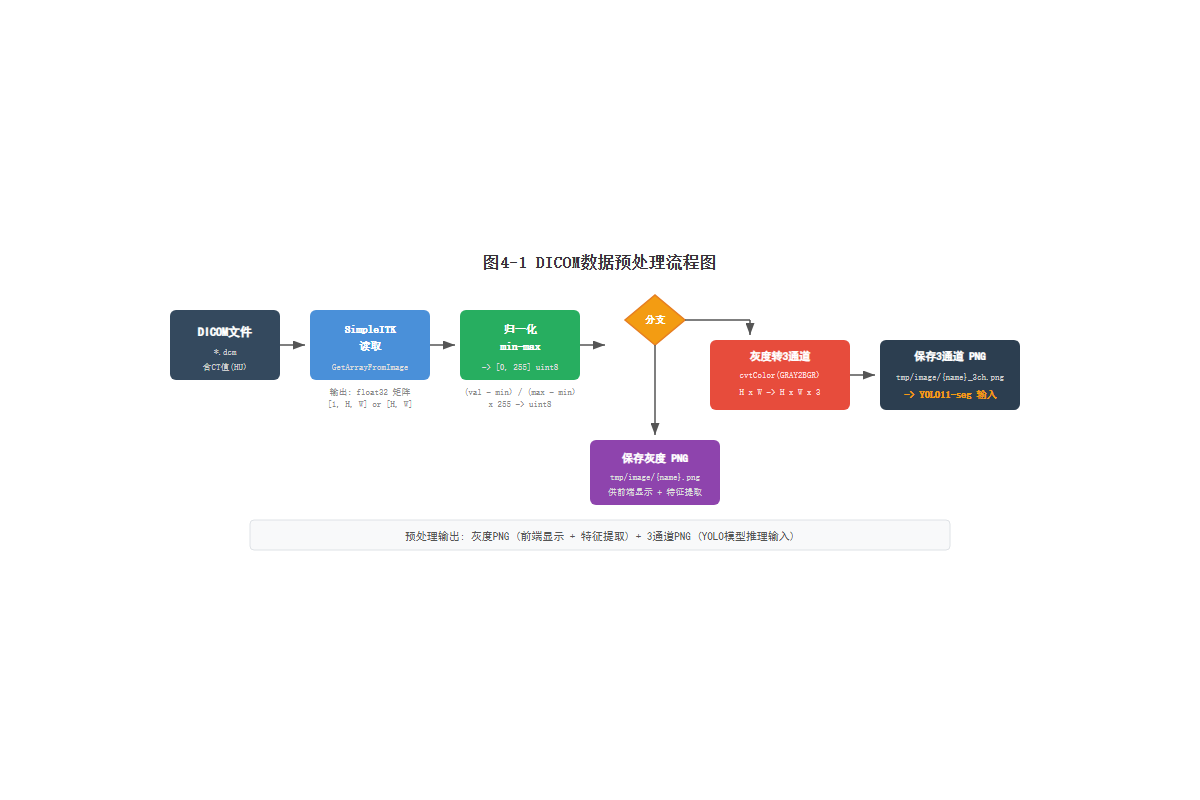 图4-1 DICOM数据预处理流程图
DICOM文件
*.dcm
含CT值(HU)
SimpleITK
读取
GetArrayFromImage
输出: float32 矩阵
[1, H, W] or [H, W]
归一化
min-max
-> [0, 255] uint8
(val - min) / (max - min)
x 255 -> uint8
分支
灰度转3通道
cvtColor(GRAY2BGR)
H x W -> H x W x 3
保存3通道 PNG
tmp/image/{name}_3ch.png
-> YOLO11-seg 输入
保存灰度 PNG
tmp/image/{name}.png
供前端显示 + 特征提取
预处理输出: 灰度PNG (前端显示 + 特征提取) + 3通道PNG (YOLO模型推理输入)